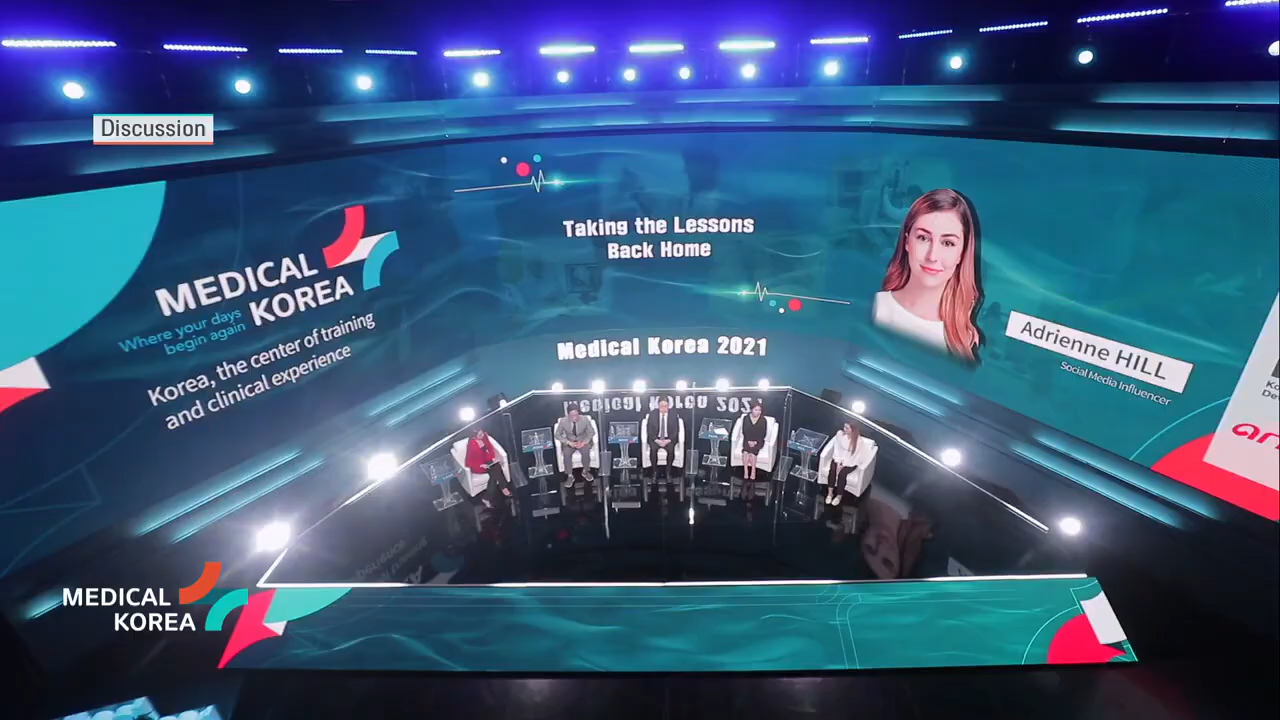 Discussion
MEDICAL
KOREA
Where your days
begin again
Korea, the center of training
and clinical experience
Taking the Lessons
Back Home
Medical Korea 2021
Adrienne HILL
Social Media Influencer
MEDICAL
KOREA